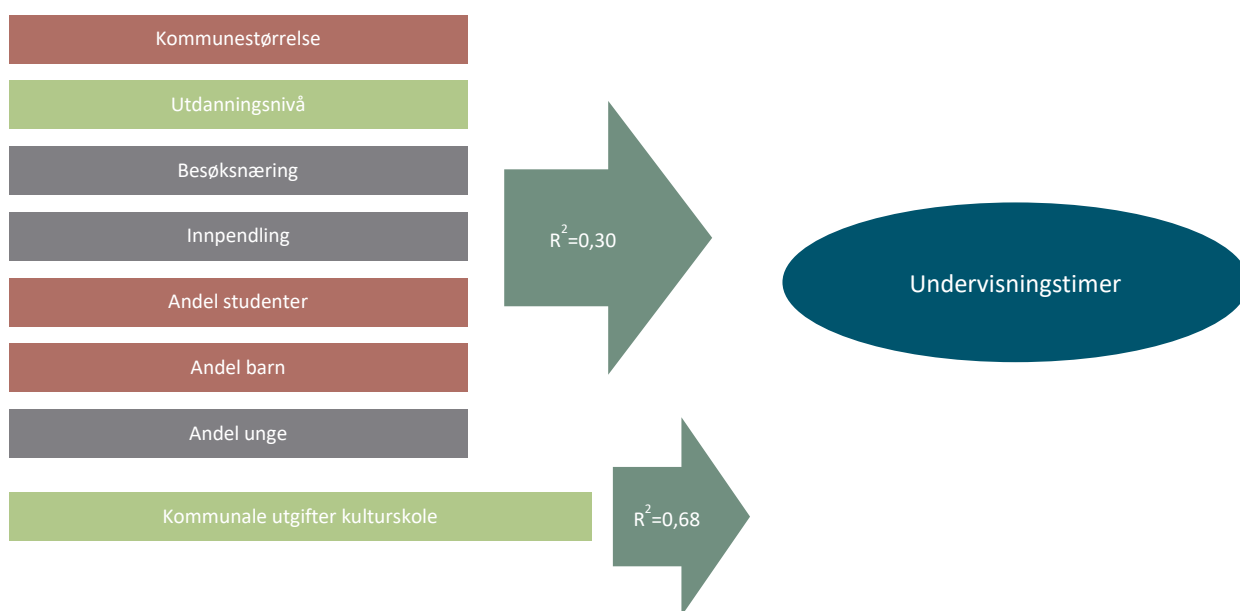 Kommunestørrelse
Utdanningsnivå
Besøksnæring
Innpendling
Andel studenter
Andel barn
Andel unge
Kommunale utgifter kulturskole
R²=0,30
R²=0,68
Undervisningstimer